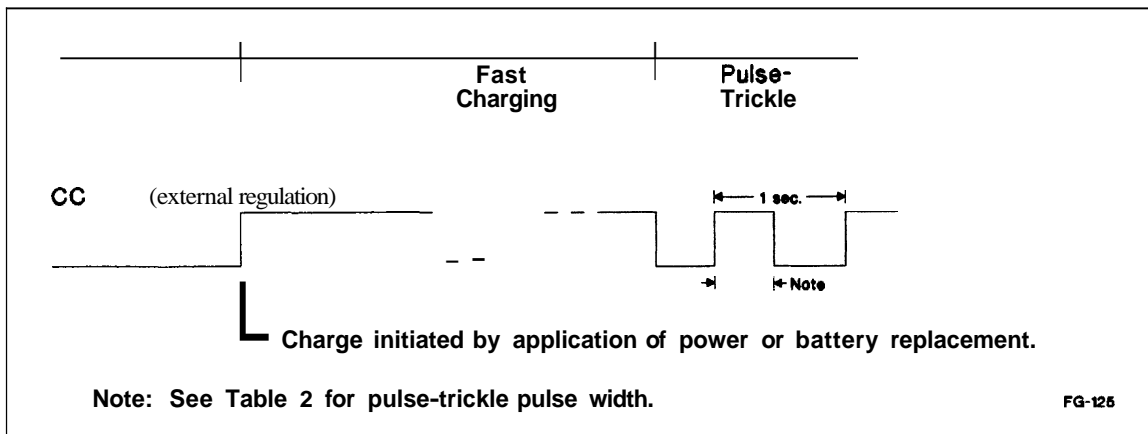 Fast
Charging
Pulse-
Trickle
CC (external regulation)
1 sec.
Note
Charge initiated by application of power or battery replacement.
Note: See Table 2 for pulse-trickle pulse width.
FG-125